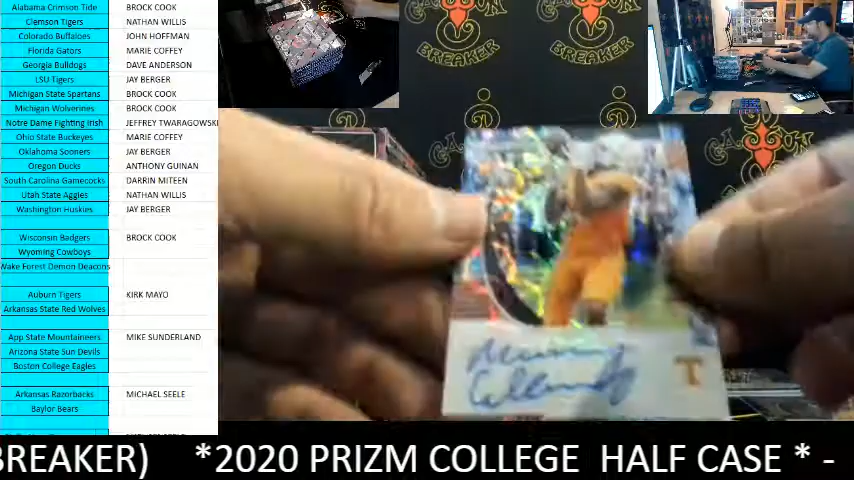 Alabama Crimson Tide BROCK COOK
Clemson Tigers NATHAN WILLIS
Colorado Buffaloes JOHN HOFFMAN
Florida Gators MARIE COFFEY
Georgia Bulldogs DAVE ANDERSON
LSU Tigers JAY BERGER
Michigan State Spartans BROCK COOK
Michigan Wolverines BROCK COOK
Notre Dame Fighting Irish JEFFREY TWARAGOWSKI
Ohio State Buckeyes MARIE COFFEY
Oklahoma Sooners JAY BERGER
Oregon Ducks ANTHONY GUINAN
South Carolina Gamecocks DARRIN MITEEN
Utah State Aggies NATHAN WILLIS
Washington Huskies JAY BERGER
Wisconsin Badgers BROCK COOK
Wyoming Cowboys
Wake Forest Demon Deacons
Auburn Tigers KIRK MAYO
Arkansas State Red Wolves
App State Mountaineers MIKE SUNDERLAND
Arizona State Sun Devils
Boston College Eagles
Arkansas Razorbacks MICHAEL SEELE
Baylor Bears
BREAKER
T
BREAKER) *2020 PRIZM COLLEGE HALF CASE * -